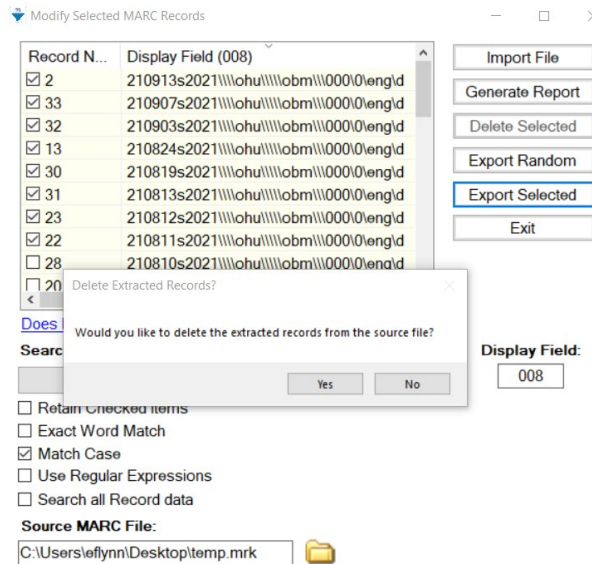 Modify Selected MARC Records
Record N... Display Field (008)
2 210913s2021\\\\ohu\\\\\obm\\\000\0\eng\d
33 210907s2021\\\\ohu\\\\\obm\\\000\0\eng\d
32 210903s2021\\\\ohu\\\\\obm\\\000\0\eng\d
13 210824s2021\\\\ohu\\\\\obm\\\000\0\eng\d
30 210819s2021\\\\ohu\\\\\obm\\\000\0\eng\d
31 210813s2021\\\\ohu\\\\\obm\\\000\0\eng\d
23 210812s2021\\\\ohu\\\\\obm\\\000\0\eng\d
22 210811s2021\\\\ohu\\\\\obm\\\000\0\eng\d
28 210810s2021\\\\ohu\\\\\obm\\\000\0\eng\d
20
Import File
Generate Report
Delete Selected
Export Random
Export Selected
Exit
Delete Extracted Records?
Would you like to delete the extracted records from the source file?
Yes No
Does
Searc
Display Field:
008
Retain Checked Items
Exact Word Match
Match Case
Use Regular Expressions
Search all Record data
Source MARC File:
C:\Users\eflynn\Desktop\temp.mrk